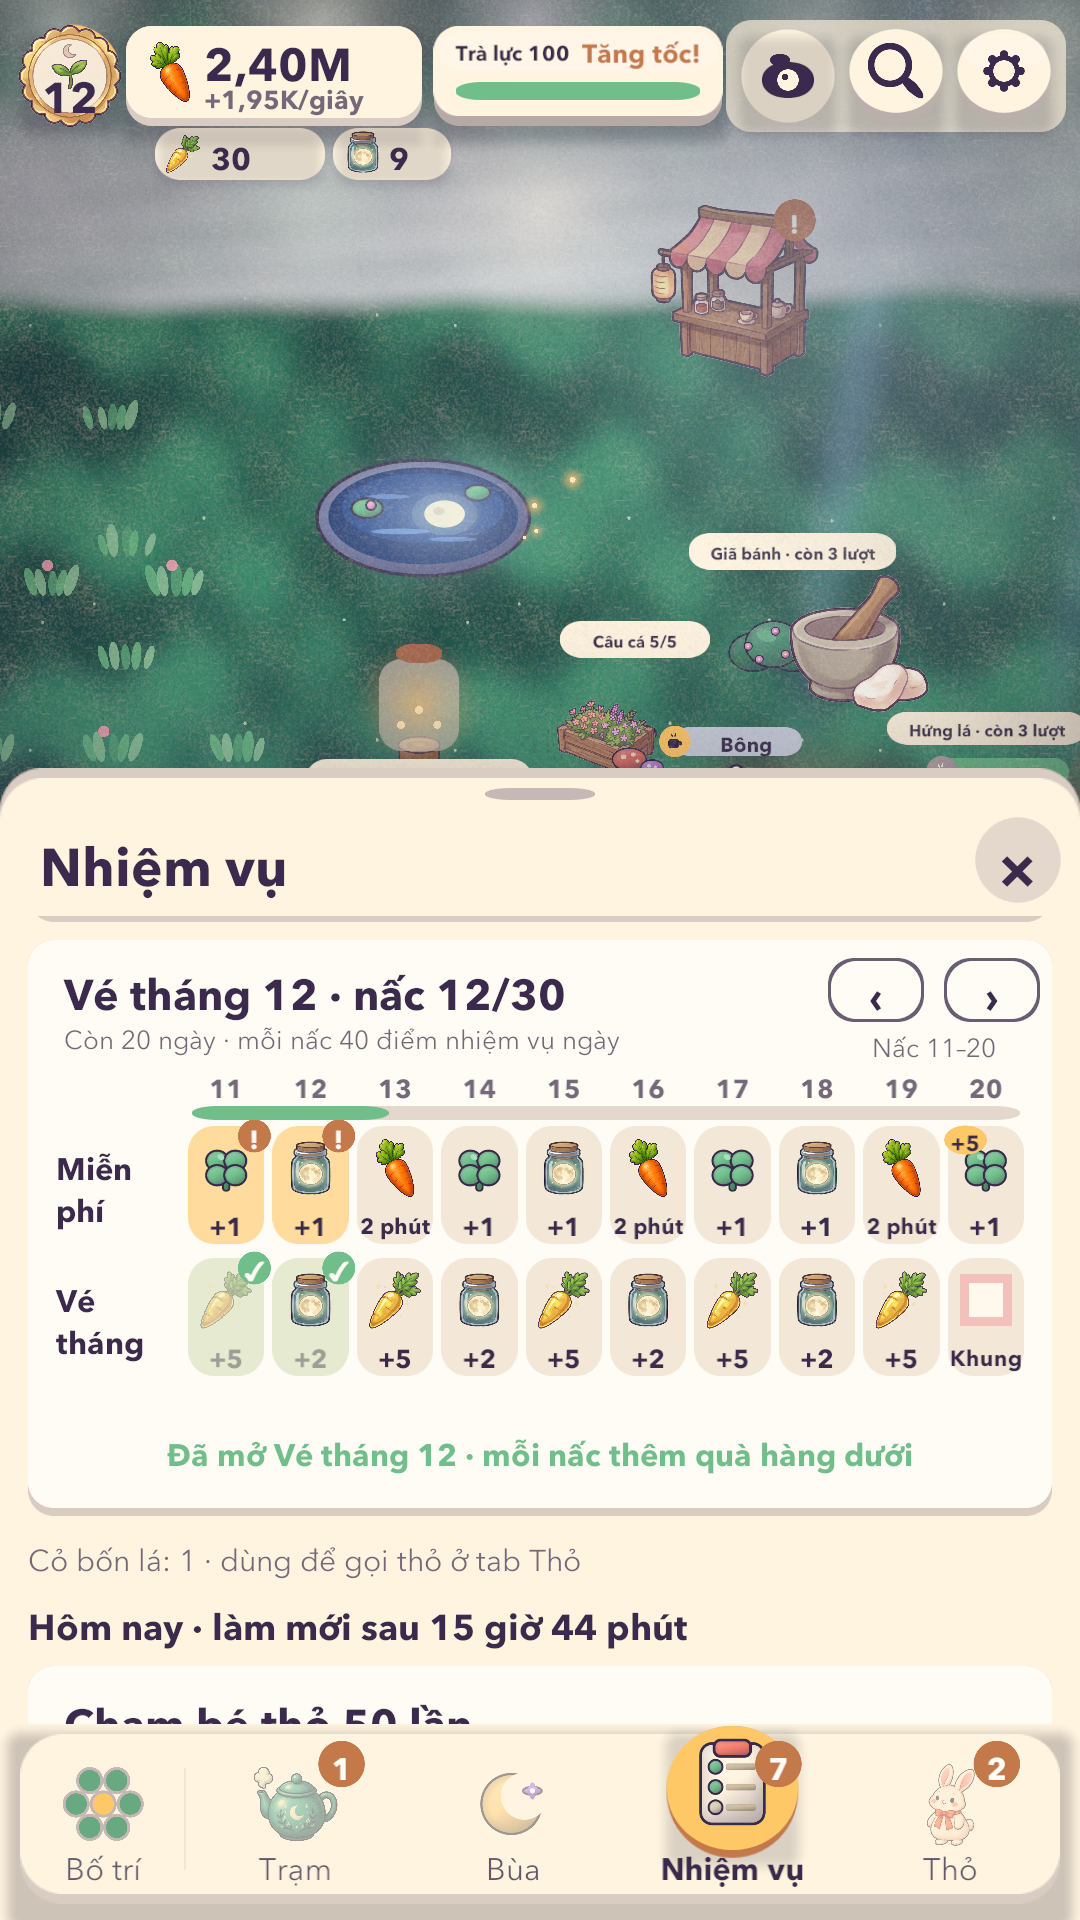 12
2,40M
+1,95K/giây
Trà lực 100 Tăng tốc!
30
9
!
Giã bánh · còn 3 lượt
Câu cá 5/5
Bông
Hứng lá · còn 3 lượt
Nhiệm vụ
×
Vé tháng 12 · nấc 12/30
‹ ›
Còn 20 ngày · mỗi nấc 40 điểm nhiệm vụ ngày
Nấc 11–20
11 12 13 14 15 16 17 18 19 20
! ! +5
Miễn phí
+1 +1 2 phút +1 +1 2 phút +1 +1 2 phút +1
Vé tháng
+5 +2 +5 +2 +5 +2 +5 +2 +5 Khung
Đã mở Vé tháng 12 · mỗi nấc thêm quà hàng dưới
Cỏ bốn lá: 1 · dùng để gọi thỏ ở tab Thỏ
Hôm nay · làm mới sau 15 giờ 44 phút
Chạm bé thỏ 50 lần
1 7 2
Bố trí Trạm Bùa Nhiệm vụ Thỏ